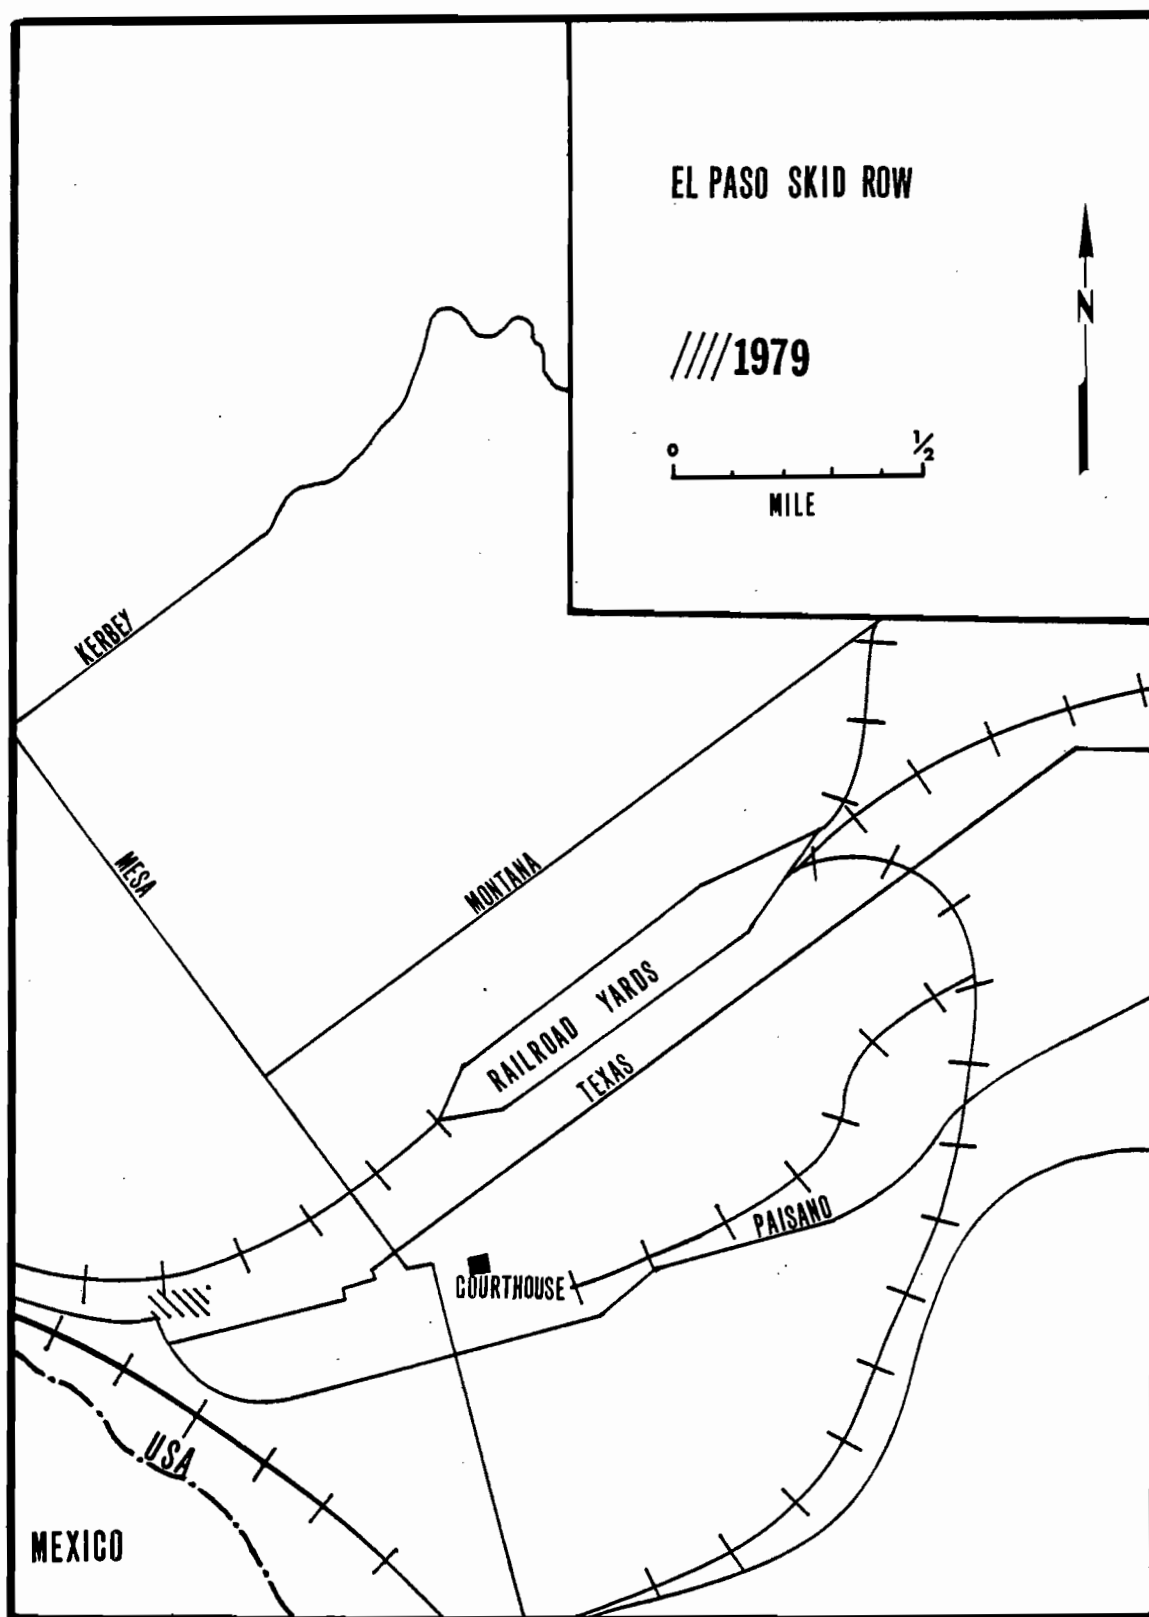 EL PASO SKID ROW
N
1979
0 ½
MILE
KERBEY
MESA
MONTANA
RAILROAD YARDS
TEXAS
PAISANO
COURTHOUSE
USA
MEXICO